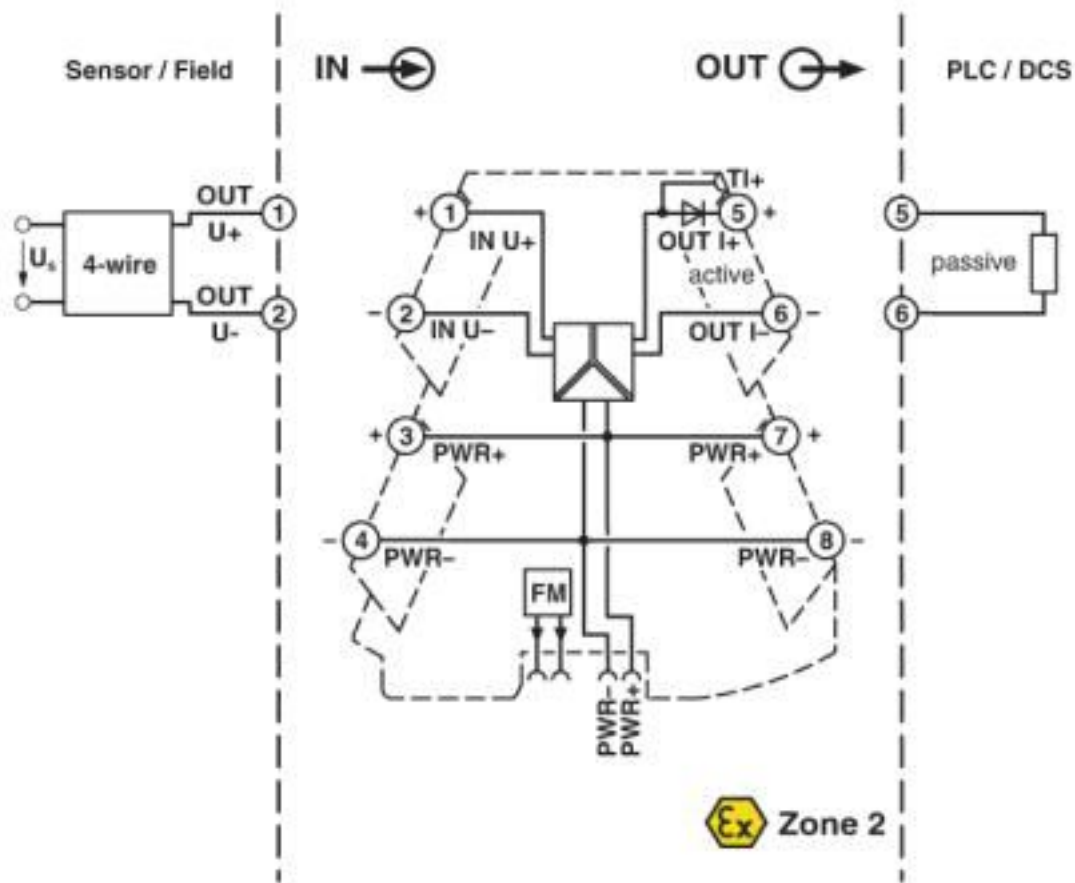 Sensor / Field
IN
OUT
PLC / DCS
OUT
U+
1
Us
4-wire
OUT
U-
2
+ 1
IN U+
- 2
IN U-
TI+
5 +
OUT I+
active
6 -
OUT I-
5
passive
6
+ 3
PWR+
7 +
PWR+
- 4
PWR-
8 -
PWR-
FM
PWR-
PWR+
Ex Zone 2